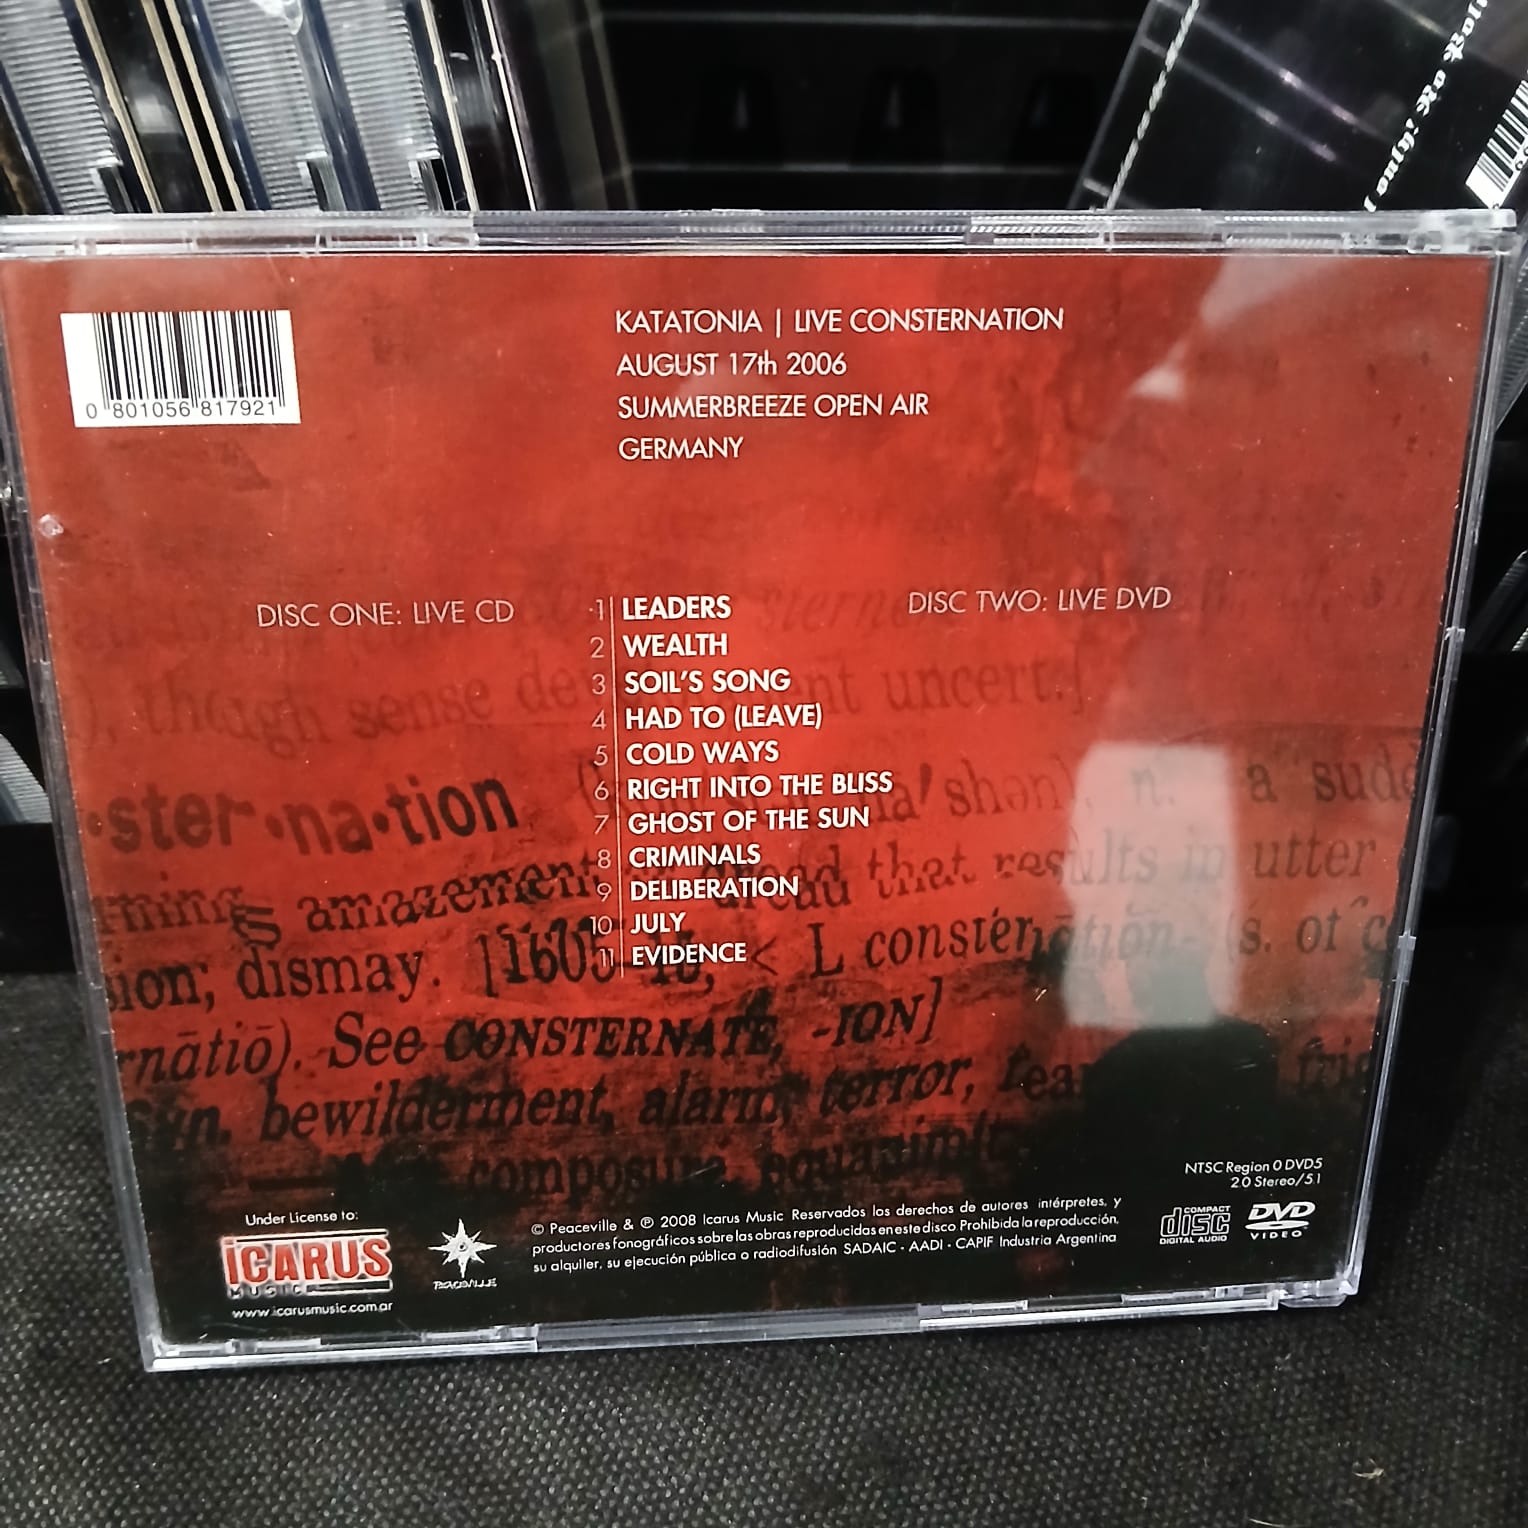 only! No
0 801056 817921
KATATONIA | LIVE CONSTERNATION
AUGUST 17th 2006
SUMMERBREEZE OPEN AIR
GERMANY
DISC ONE: LIVE CD
DISC TWO: LIVE DVD
1 LEADERS
2 WEALTH
3 SOIL'S SONG
4 HAD TO (LEAVE)
5 COLD WAYS
6 RIGHT INTO THE BLISS
7 GHOST OF THE SUN
8 CRIMINALS
9 DELIBERATION
10 JULY
11 EVIDENCE
though sense uncert.]
ster·na·tion n. a
amazement dread that results in utter
dismay. < L
See CONSTERNATE, -ION]
bewilderment, alarm, terror,
NTSC Region 0 DVD5
2.0 Stereo/5.1
Under License to:
iCARUS
MUSIC
www.icarusmusic.com.ar
PEACEVILLE
© Peaceville & ℗ 2008 Icarus Music Reservados los derechos de autores intérpretes, y
productores fonográficos sobre las obras reproducidas en este disco Prohibida la reproducción,
su alquiler, su ejecución pública o radiodifusión SADAIC - AADI - CAPIF Industria Argentina
COMPACT
disc
DIGITAL AUDIO
DVD
VIDEO